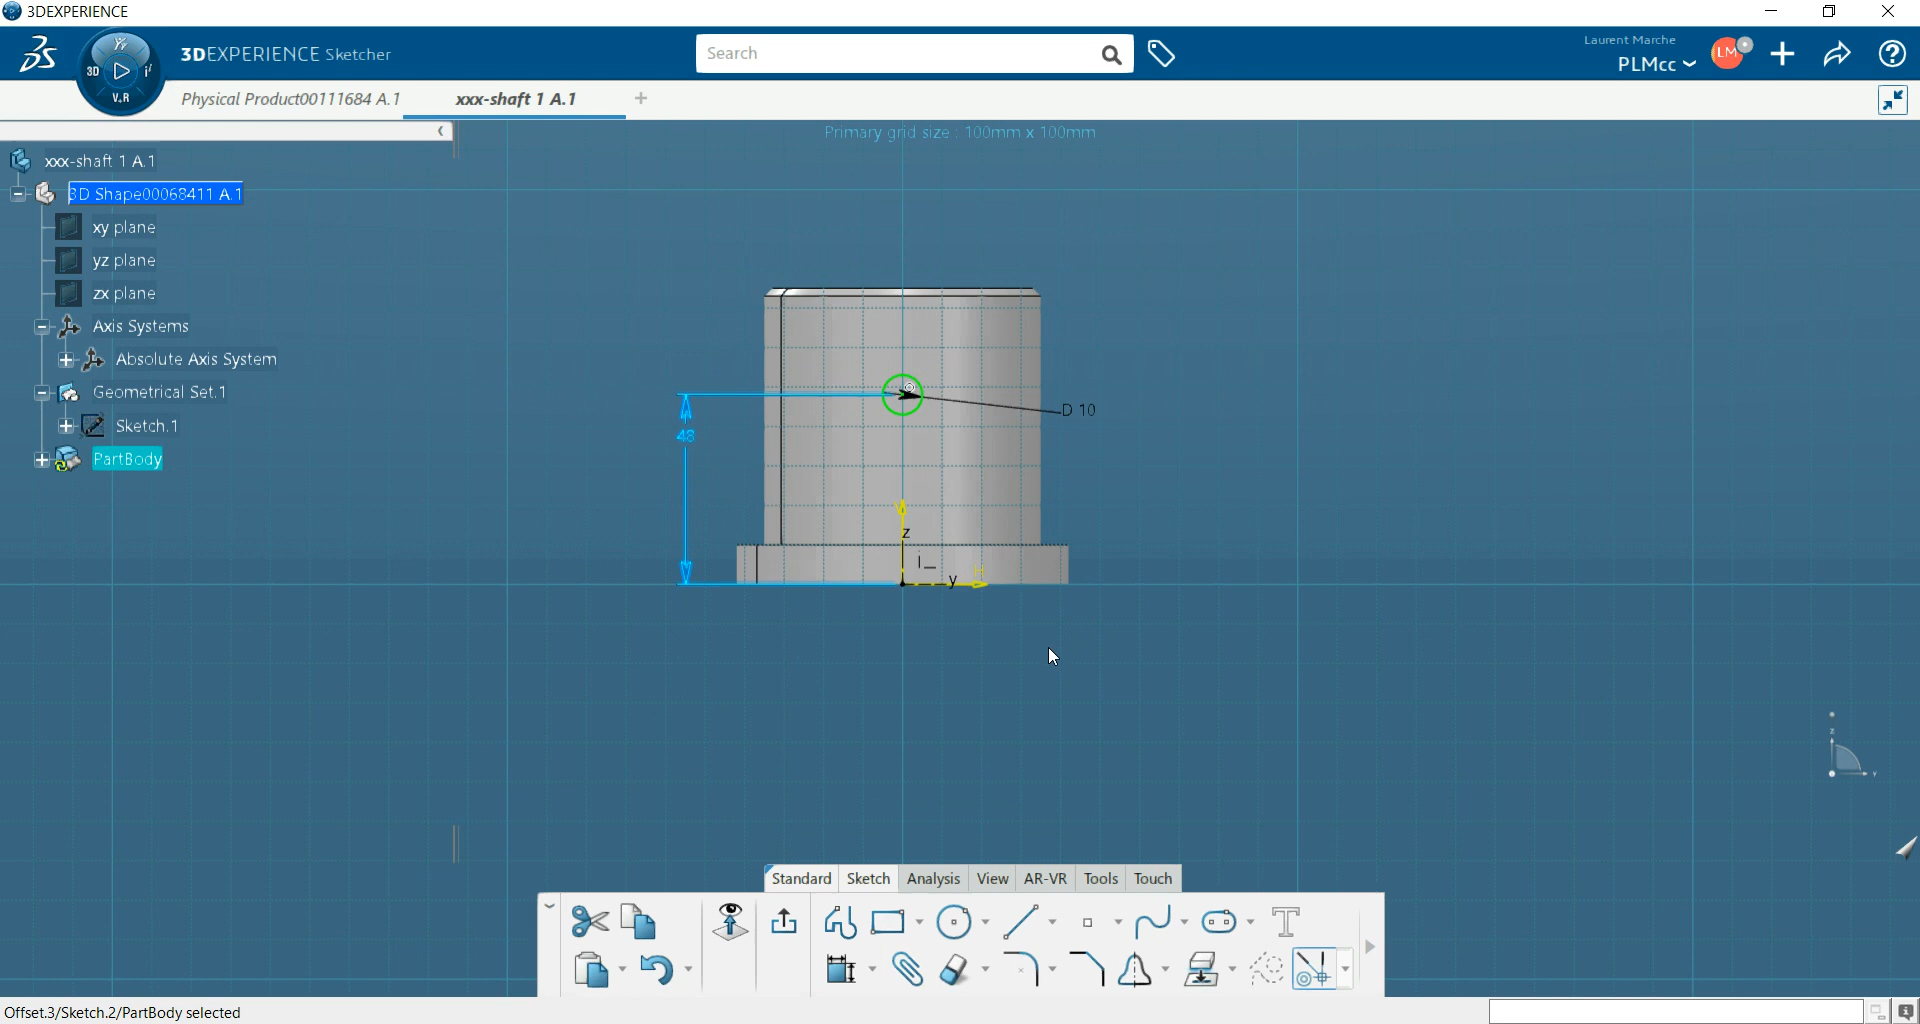 3DEXPERIENCE
3DEXPERIENCE Sketcher
Search
Laurent Marche
PLMcc
LM
3D
V.R
Physical Product00111684 A.1
xxx-shaft 1 A.1
Primary grid size : 100mm x 100mm
xxx-shaft 1 A.1
3D Shape00068411 A.1
xy plane
yz plane
zx plane
Axis Systems
Absolute Axis System
Geometrical Set.1
Sketch.1
PartBody
D 10
48
z
y
H
z
Standard
Sketch
Analysis
View
AR-VR
Tools
Touch
T
Offset.3/Sketch.2/PartBody selected